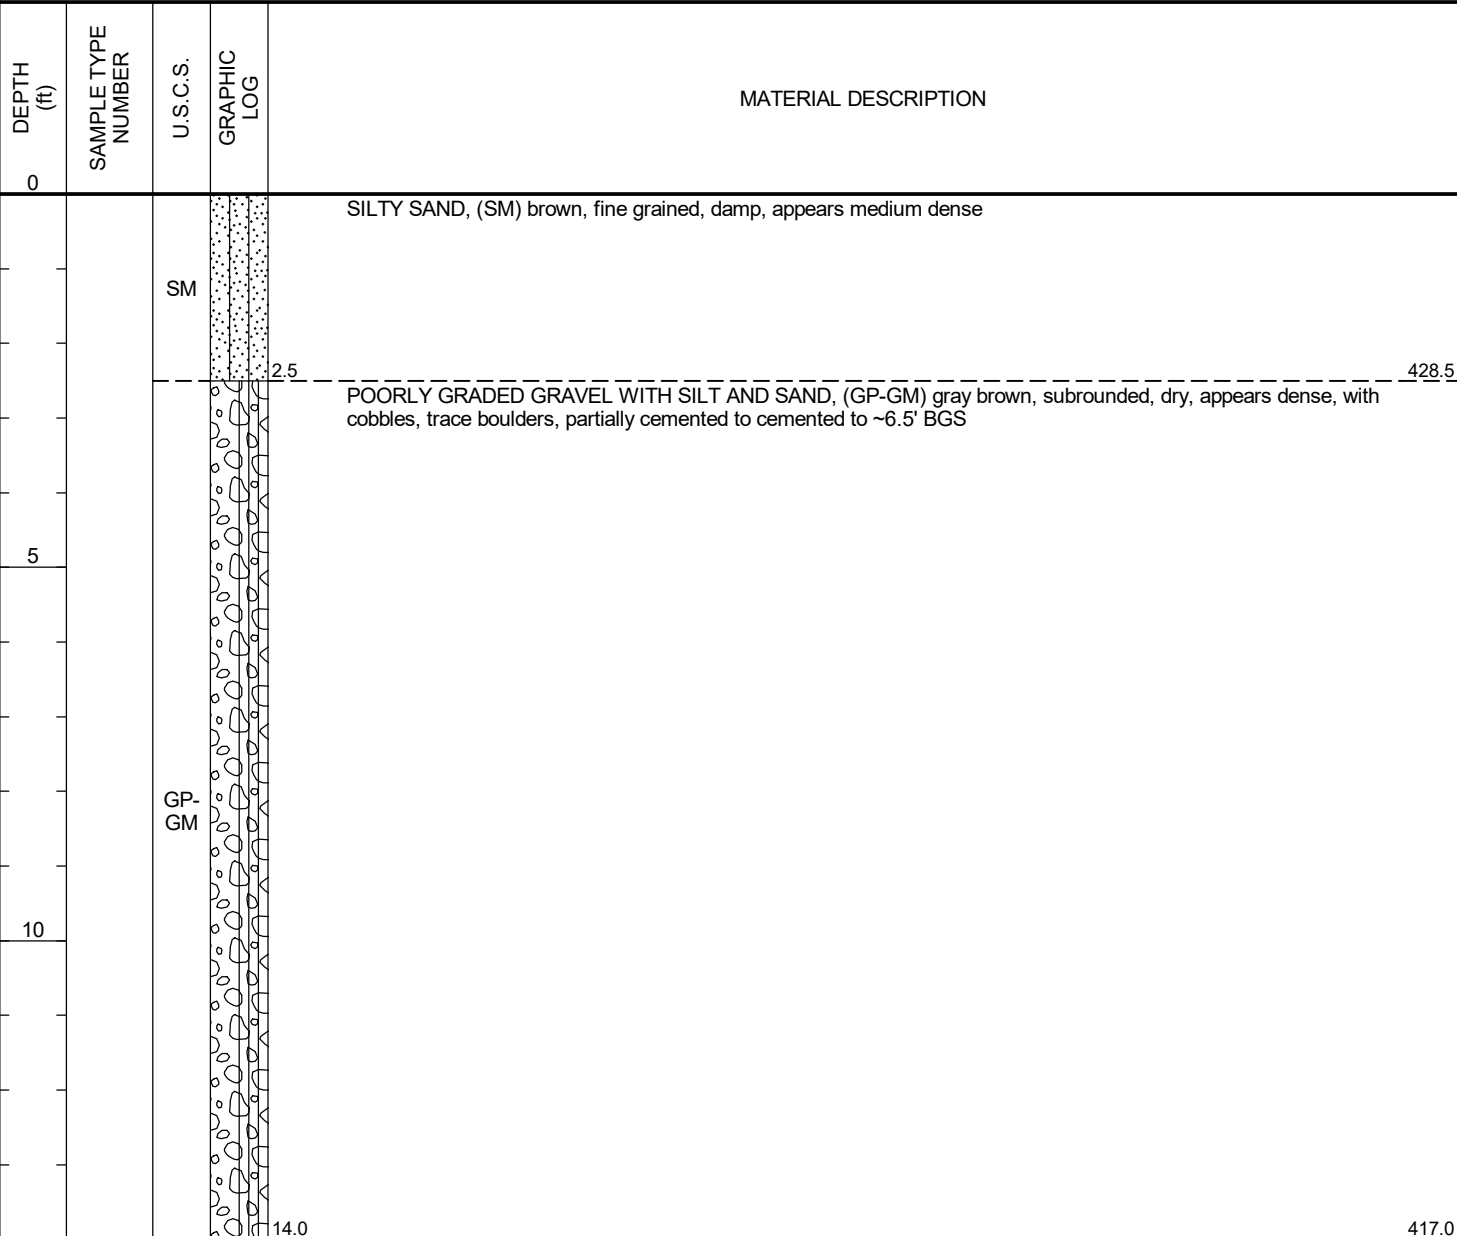 DEPTH
(ft)
SAMPLE TYPE
NUMBER
U.S.C.S.
GRAPHIC
LOG
MATERIAL DESCRIPTION
0
SILTY SAND, (SM) brown, fine grained, damp, appears medium dense
SM
2.5
428.5
POORLY GRADED GRAVEL WITH SILT AND SAND, (GP-GM) gray brown, subrounded, dry, appears dense, with
cobbles, trace boulders, partially cemented to cemented to ~6.5' BGS
5
GP-
GM
10
14.0
417.0